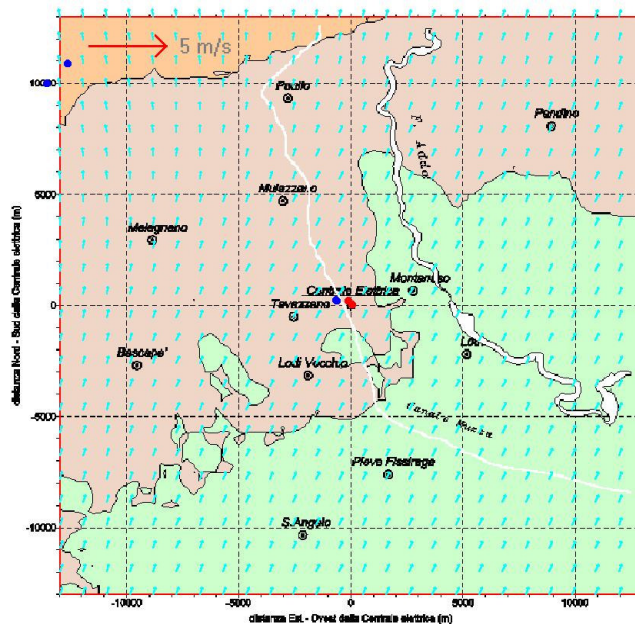 5 m/s
10000
Paullo
Pandino
F. Adda
5000
Mulazzano
Melegnano
Montanaso
Centrale Elettrica
0
Tavazzano
Lodi
Bascape'
Lodi Vecchio
-5000
Canale Muzza
Pieve Fissiraga
-10000
S.Angelo
-10000 -5000 0 5000 10000
distanza Est - Ovest dalla Centrale elettrica (m)
distanza Nord - Sud dalla Centrale elettrica (m)